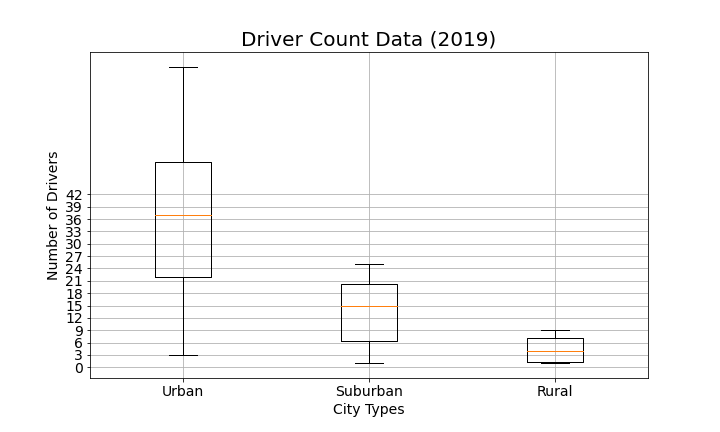 Driver Count Data (2019)
Number of Drivers
42
39
36
33
30
27
24
21
18
15
12
9
6
3
0
Urban
Suburban
Rural
City Types